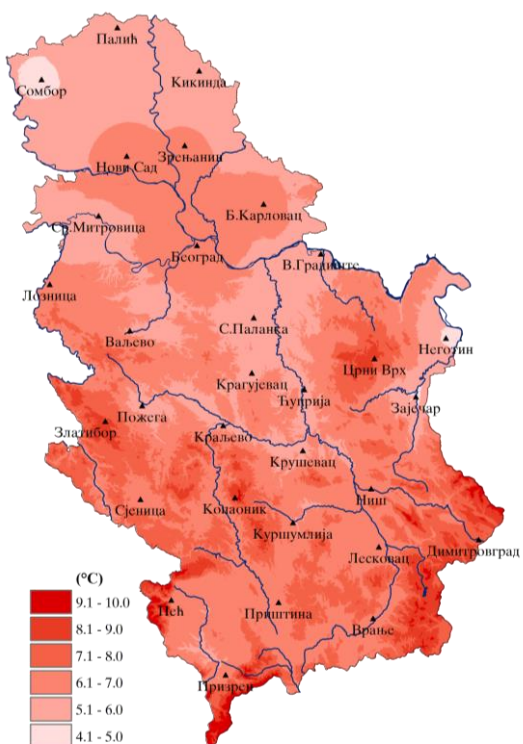 Палић
Кикинда
Сомбор
Зрењанин
Нови Сад
Б.Карловац
Ср.Митровица
Београд
В.Градиште
Лозница
С.Паланка
Ваљево
Неготин
Црни Врх
Крагујевац
Ћуприја
Зајечар
Пожега
Златибор
Краљево
Крушевац
Ниш
Сјеница
Копаоник
Куршумлија
Лесковац
Димитровград
(°C)
9.1 - 10.0
Пећ
Приштина
8.1 - 9.0
Врање
7.1 - 8.0
6.1 - 7.0
Призрен
5.1 - 6.0
4.1 - 5.0